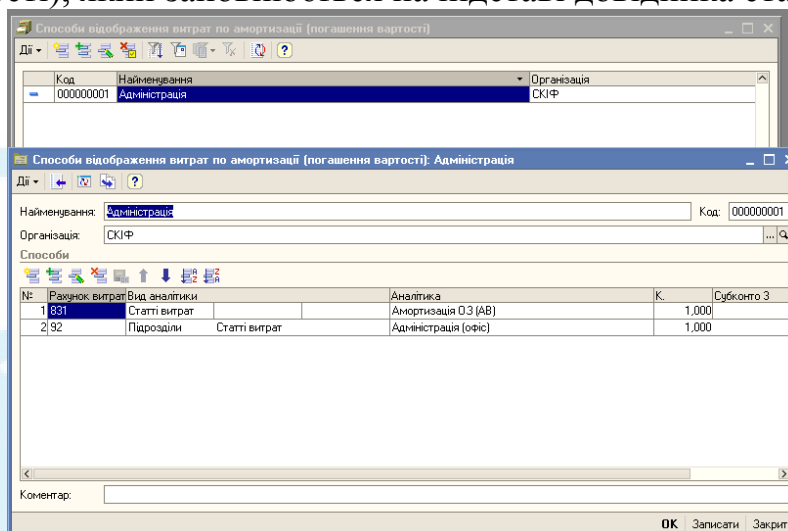 Способи відображення витрат по амортизації (погашення вартості)
Дії
Код Найменування Організація
000000001 Адміністрація СКІФ
Способи відображення витрат по амортизації (погашення вартості): Адміністрація
Дії
Найменування: Адміністрація Код: 000000001
Організація: СКІФ ...
Способи
№ Рахунок витрат Вид аналітики Аналітика К. Субконто 3
1 831 Статті витрат Амортизація ОЗ (АВ) 1,000
2 92 Підрозділи Статті витрат Адміністрація (офіс) 1,000
Коментар:
OK Записати Закрит